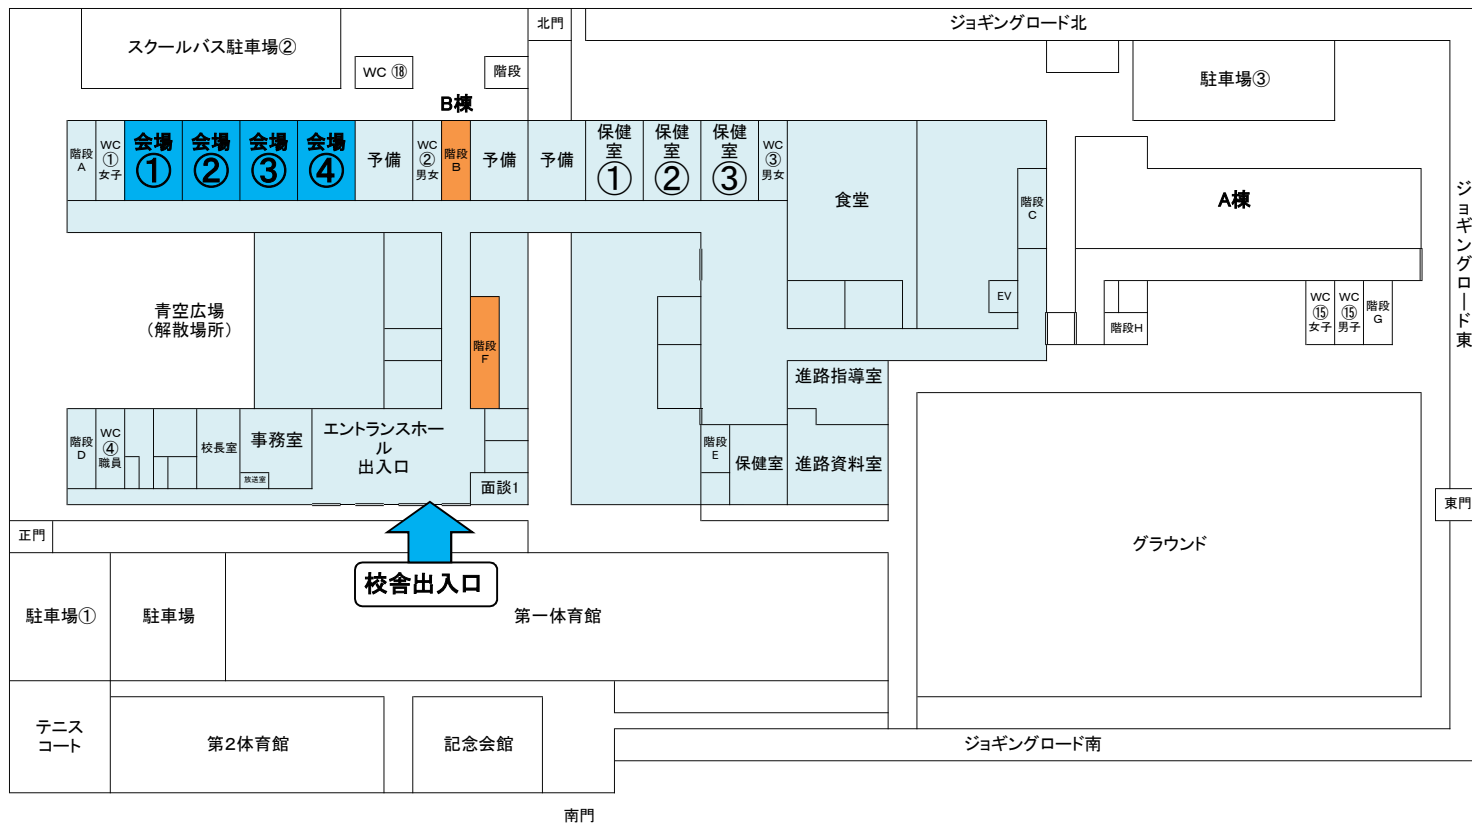 北門
ジョギングロード北
スクールバス駐車場②
WC ⑱
階段
駐車場③
B棟
階段
A
WC
①
女子
会場
①
会場
②
会場
③
会場
④
予備
WC
②
男女
階段
B
予備
予備
保健
室
①
保健
室
②
保健
室
③
WC
③
男女
食堂
階段
C
A棟
ジョギングロード東
EV
青空広場
（解散場所）
階段
F
階段H
WC
⑮
女子
WC
⑮
男子
階段
G
進路指導室
階段
D
WC
④
職員
校長室
事務室
放送室
エントランスホー
ル
出入口
面談1
階段
E
保健室
進路資料室
東門
正門
校舎出入口
グラウンド
駐車場①
駐車場
第一体育館
テニス
コート
第2体育館
記念会館
ジョギングロード南
南門